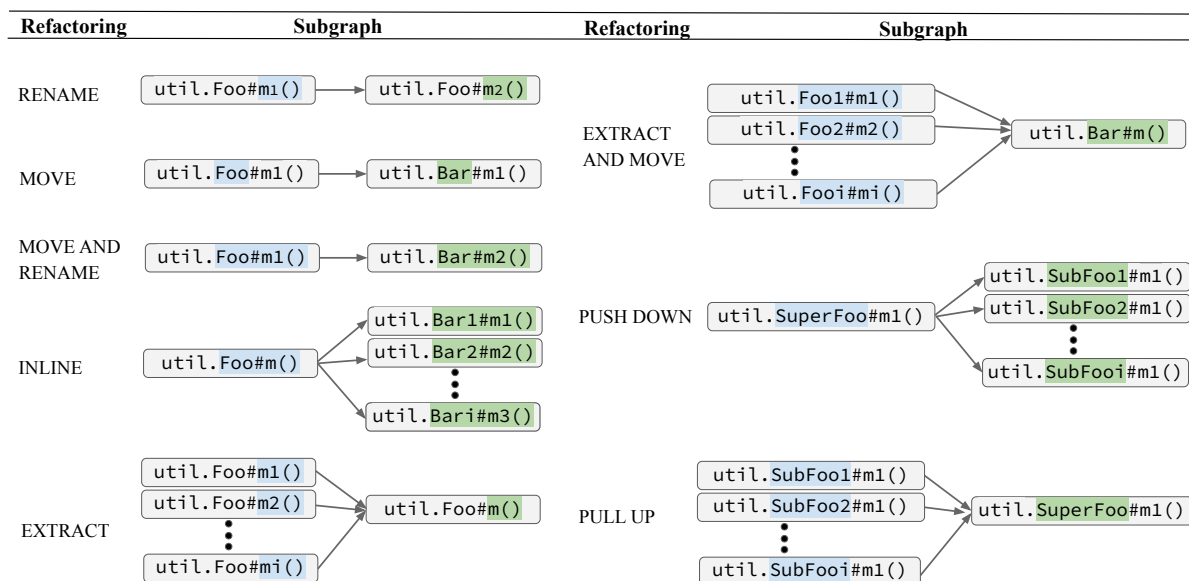 Refactoring Subgraph Refactoring Subgraph
RENAME
util.Foo#m1() util.Foo#m2()
MOVE
util.Foo#m1() util.Bar#m1()
MOVE AND
RENAME
util.Foo#m1() util.Bar#m2()
INLINE
util.Foo#m()
util.Bar1#m1()
util.Bar2#m2()
util.Bari#m3()
EXTRACT
util.Foo#m1()
util.Foo#m2()
util.Foo#mi()
util.Foo#m()
EXTRACT
AND MOVE
util.Foo1#m1()
util.Foo2#m2()
util.Fooi#mi()
util.Bar#m()
PUSH DOWN
util.SuperFoo#m1()
util.SubFoo1#m1()
util.SubFoo2#m1()
util.SubFooi#m1()
PULL UP
util.SubFoo1#m1()
util.SubFoo2#m1()
util.SubFooi#m1()
util.SuperFoo#m1()